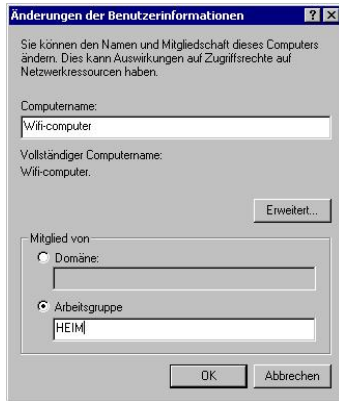 Änderungen der Benutzerinformationen
Sie können den Namen und Mitgliedschaft dieses Computers
ändern. Dies kann Auswirkungen auf Zugriffsrechte auf
Netzwerkressourcen haben.
Computername:
Wifi-computer
Vollständiger Computername:
Wifi-computer.
Erweitert...
Mitglied von
Domäne:
Arbeitsgruppe
HEIM
OK Abbrechen